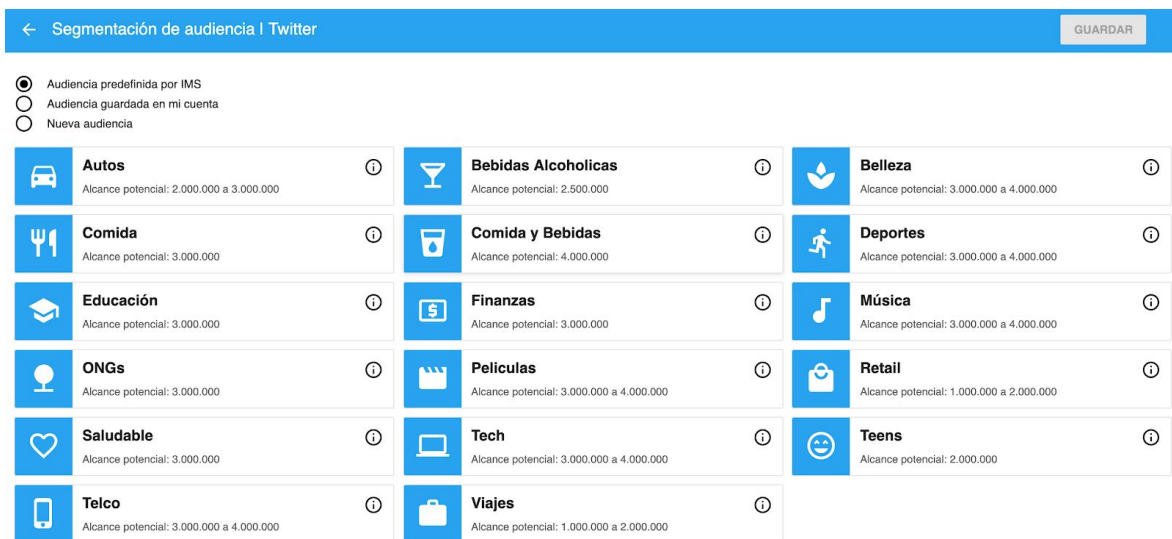 Segmentación de audiencia | Twitter
GUARDAR
Audiencia predefinida por IMS
Audiencia guardada en mi cuenta
Nueva audiencia
Autos
Alcance potencial: 2.000.000 a 3.000.000
Bebidas Alcoholicas
Alcance potencial: 2.500.000
Belleza
Alcance potencial: 3.000.000 a 4.000.000
Comida
Alcance potencial: 3.000.000
Comida y Bebidas
Alcance potencial: 4.000.000
Deportes
Alcance potencial: 3.000.000 a 4.000.000
Educación
Alcance potencial: 3.000.000
Finanzas
Alcance potencial: 3.000.000
Música
Alcance potencial: 3.000.000 a 4.000.000
ONGs
Alcance potencial: 3.000.000
Peliculas
Alcance potencial: 3.000.000 a 4.000.000
Retail
Alcance potencial: 1.000.000 a 2.000.000
Saludable
Alcance potencial: 3.000.000
Tech
Alcance potencial: 3.000.000 a 4.000.000
Teens
Alcance potencial: 2.000.000
Telco
Alcance potencial: 3.000.000 a 4.000.000
Viajes
Alcance potencial: 1.000.000 a 2.000.000